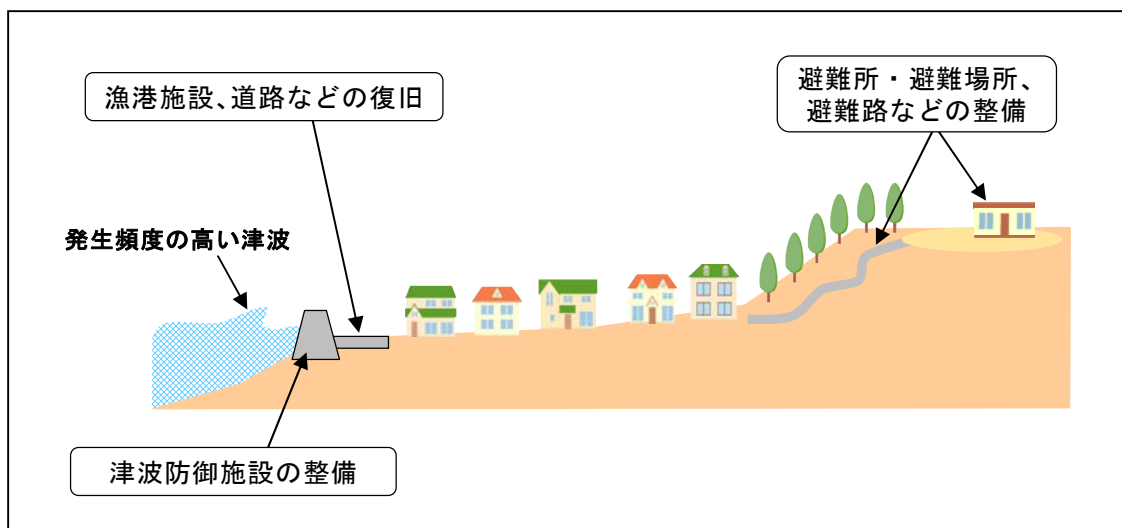 漁港施設、道路などの復旧
避難所・避難場所、
避難路などの整備
発生頻度の高い津波
津波防御施設の整備